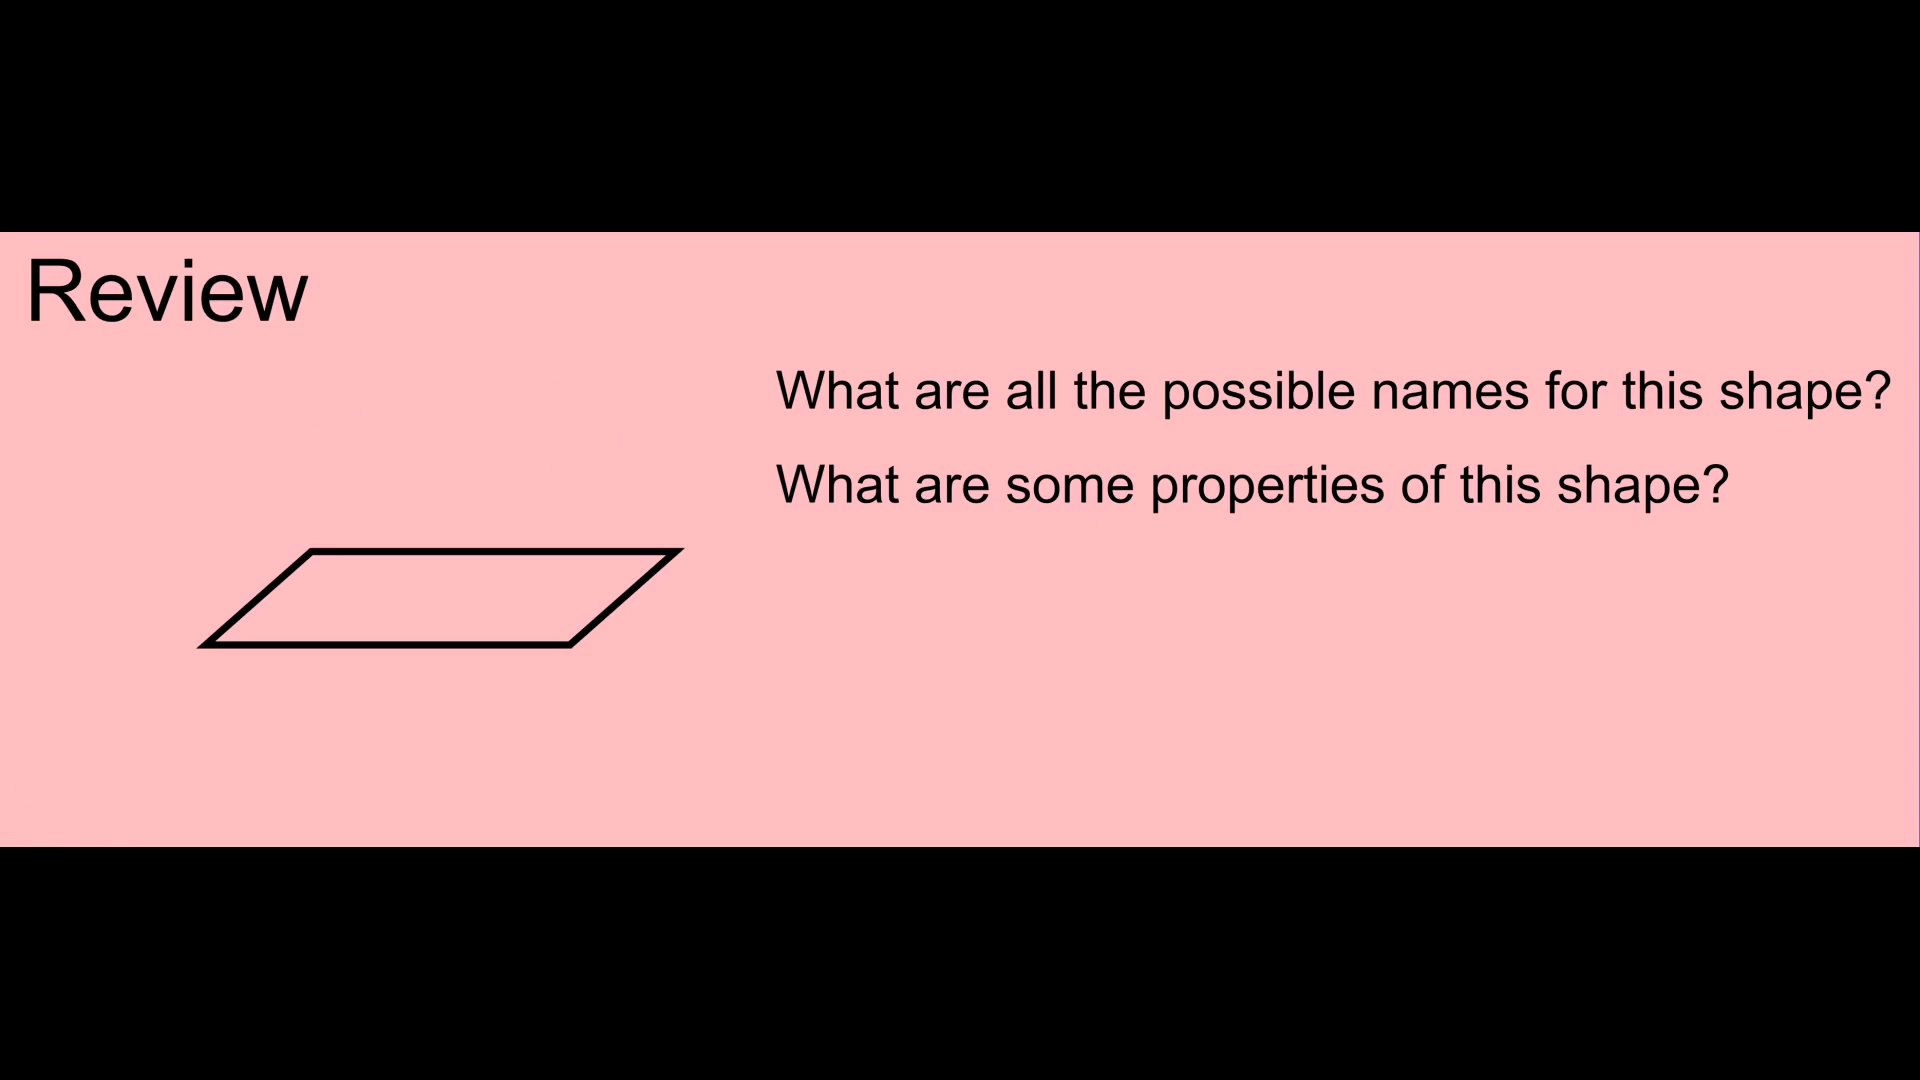 Review
What are all the possible names for this shape?
What are some properties of this shape?